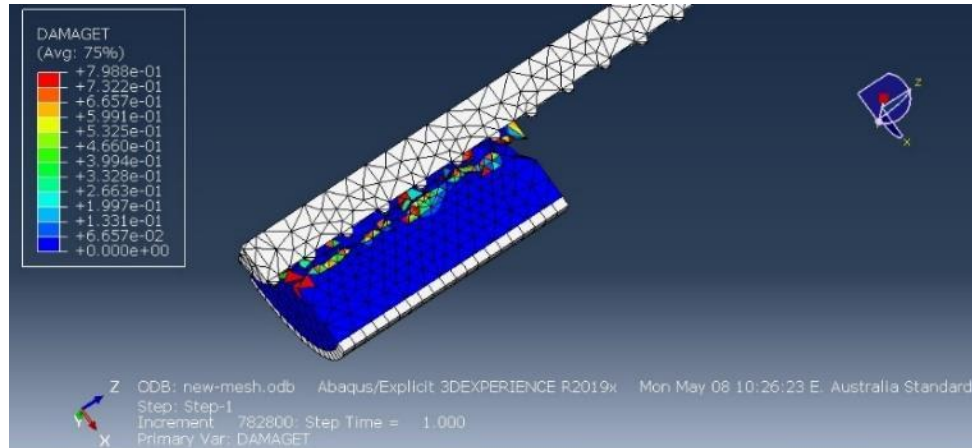 DAMAGET
(Avg: 75%)
+7.988e-01
+7.322e-01
+6.657e-01
+5.991e-01
+5.325e-01
+4.660e-01
+3.994e-01
+3.328e-01
+2.663e-01
+1.997e-01
+1.331e-01
+6.657e-02
+0.000e+00
Z
X
Z
Y
X
ODB: new-mesh.odb Abaqus/Explicit 3DEXPERIENCE R2019x Mon May 08 10:26:23 E. Australia Standard
Step: Step-1
Increment 782800: Step Time = 1.000
Primary Var: DAMAGET